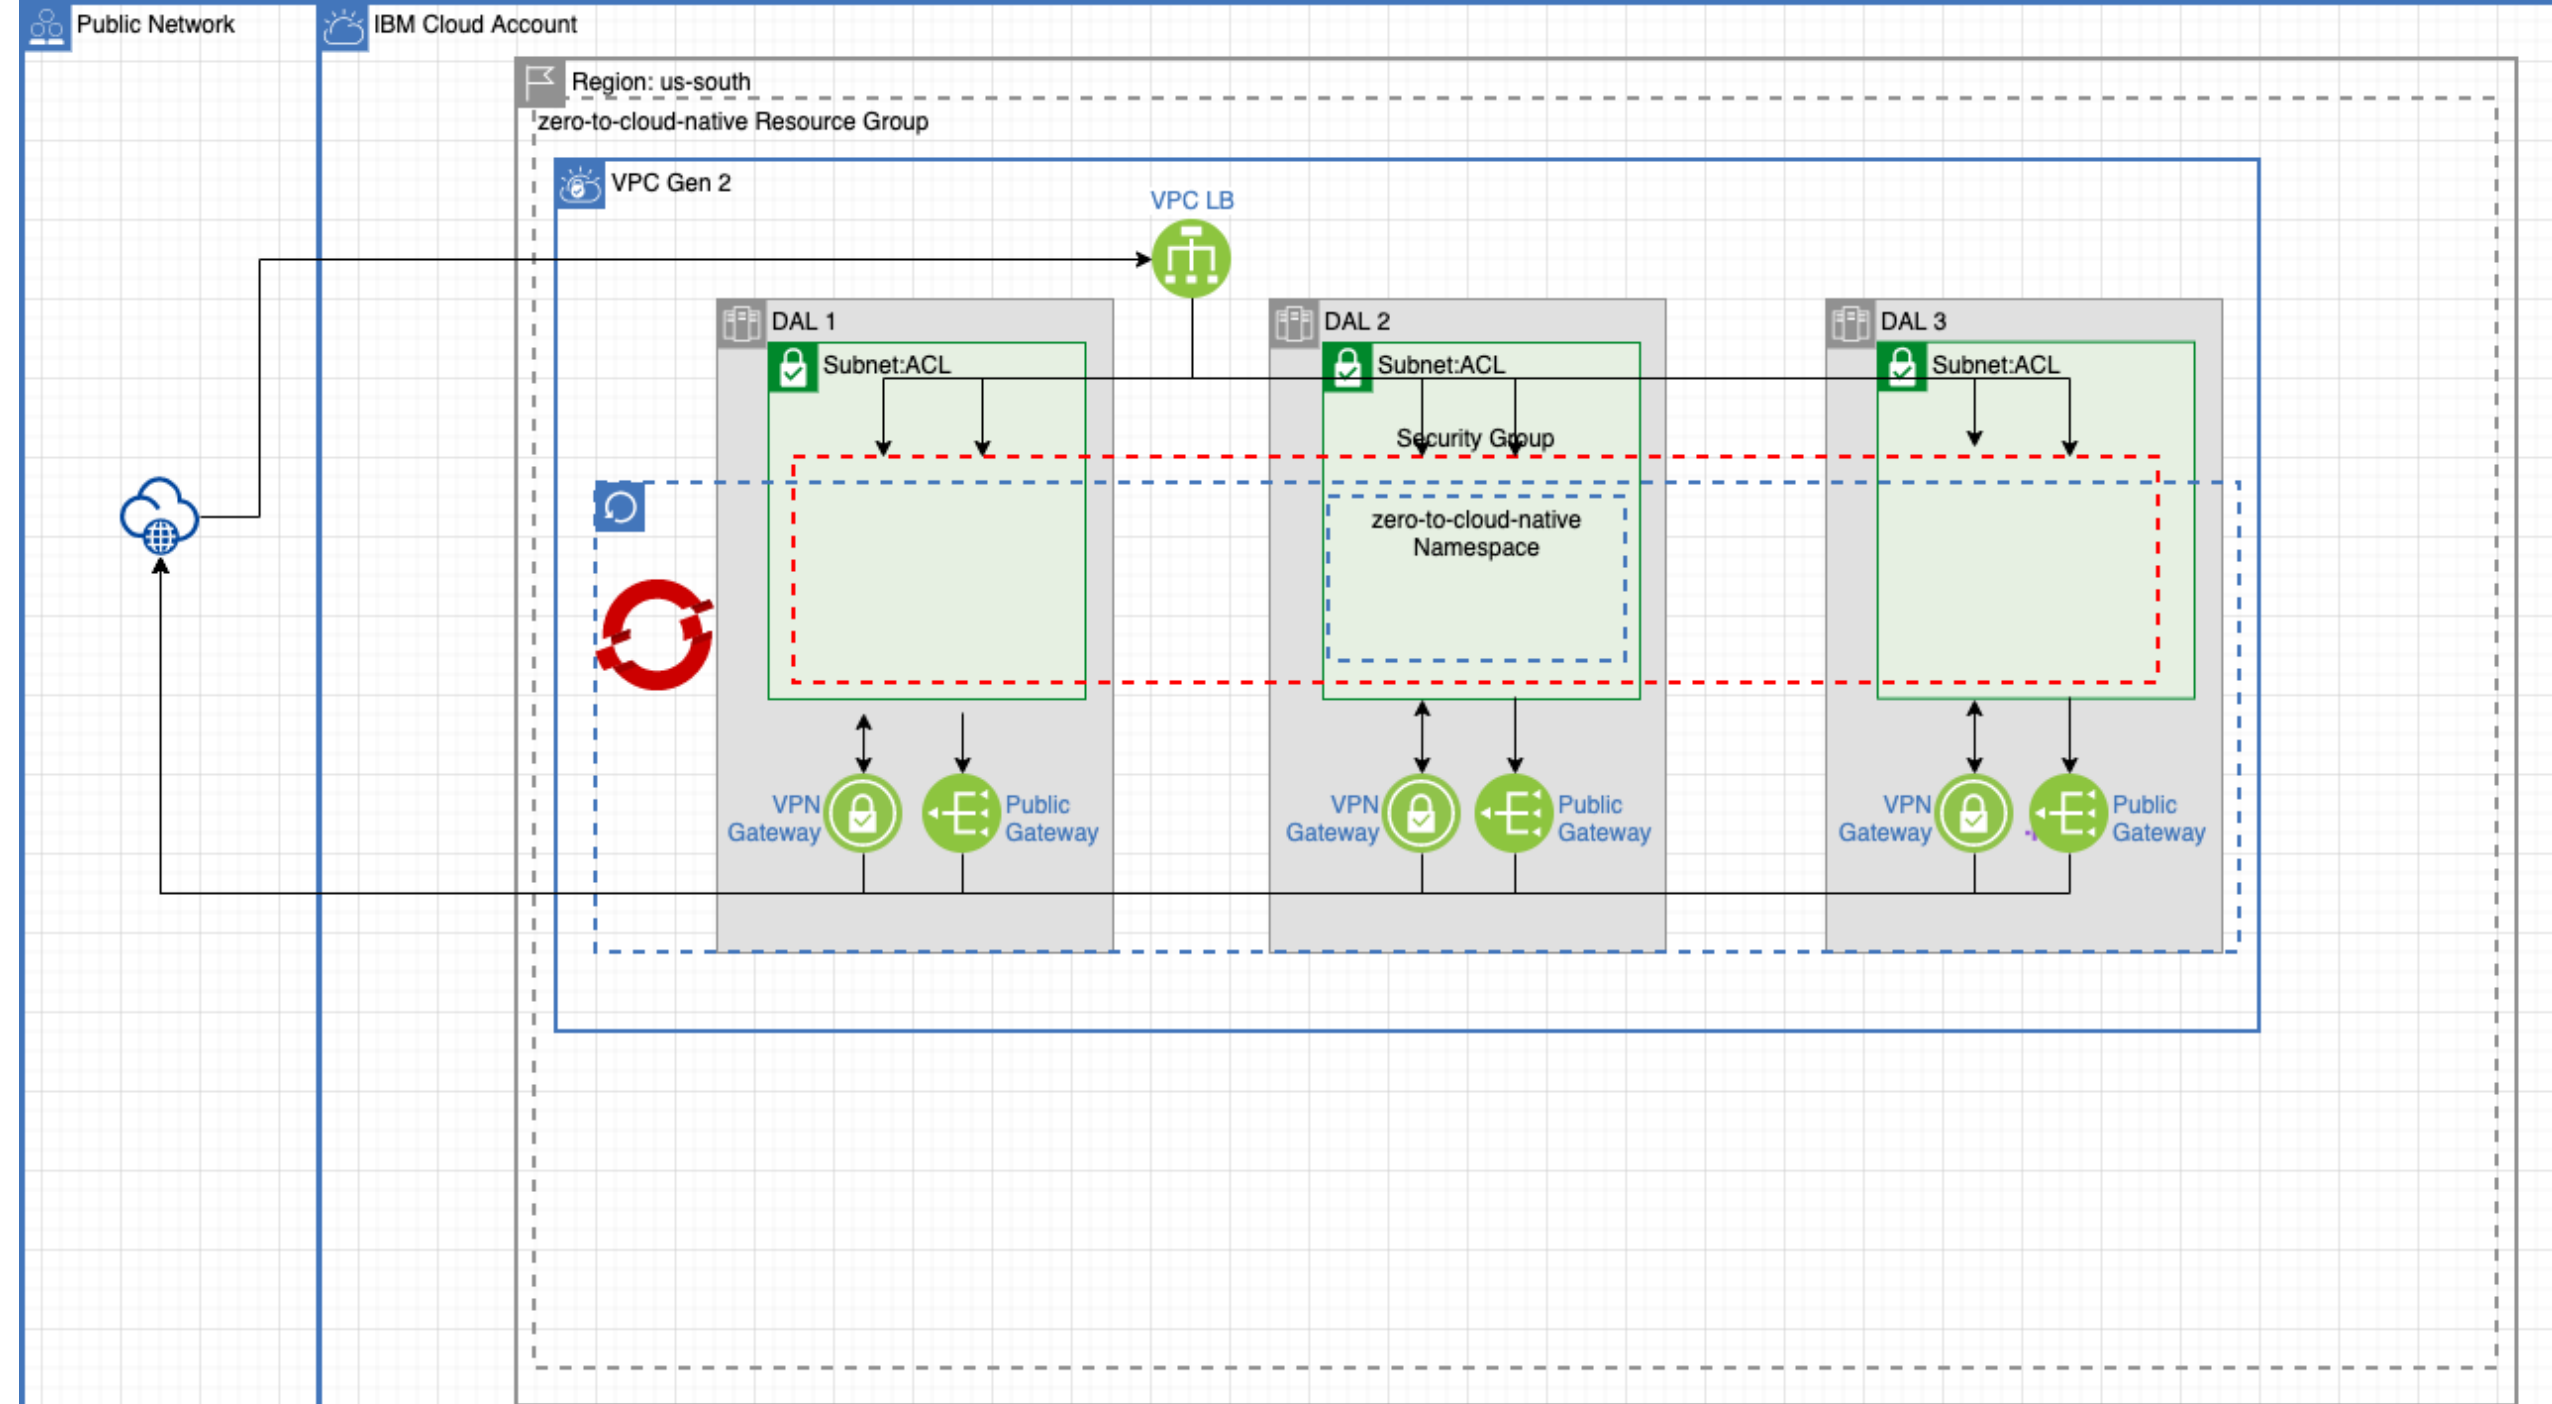 Public Network
IBM Cloud Account
Region: us-south
zero-to-cloud-native Resource Group
VPC Gen 2
VPC LB
DAL 1
DAL 2
DAL 3
Subnet:ACL
Subnet:ACL
Subnet:ACL
Security Group
zero-to-cloud-native
Namespace
VPN
Gateway
Public
Gateway
VPN
Gateway
Public
Gateway
VPN
Gateway
Public
Gateway